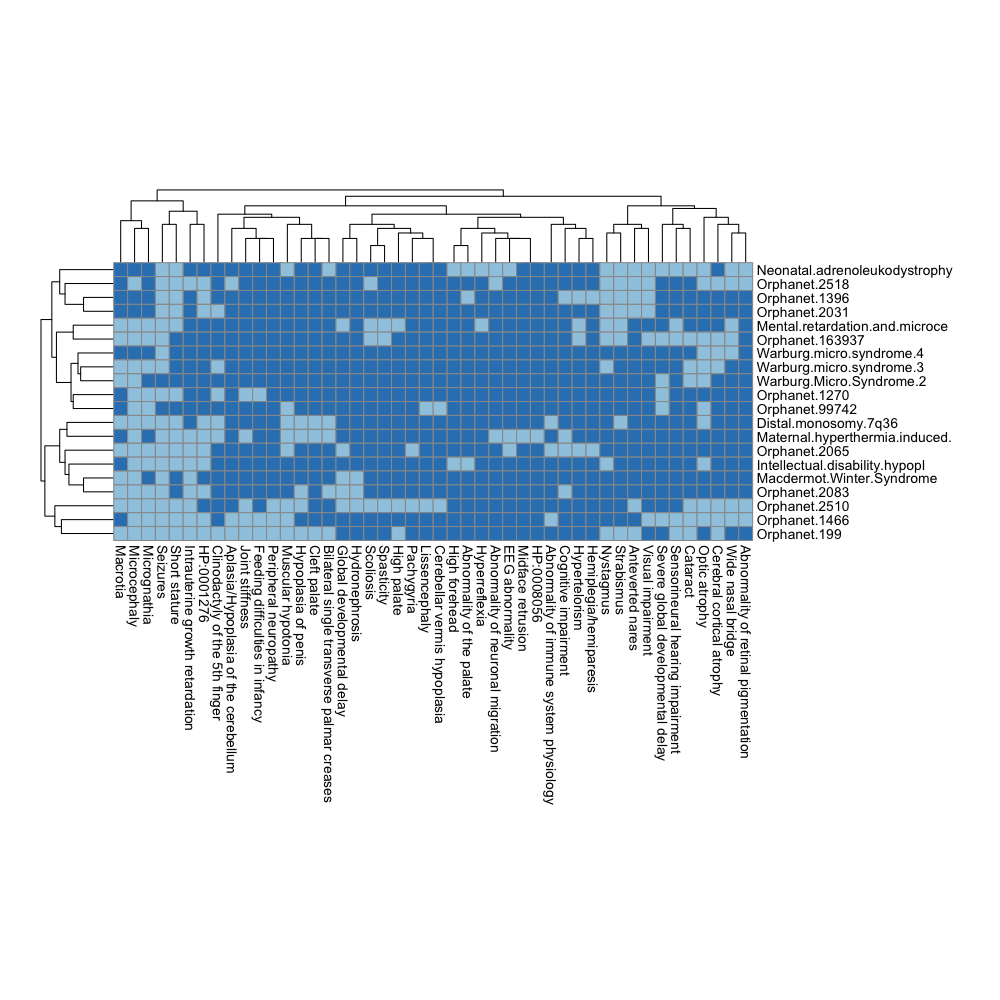 Neonatal.adrenoleukodystrophy
Orphanet.2518
Orphanet.1396
Orphanet.2031
Mental.retardation.and.microce
Orphanet.163937
Warburg.micro.syndrome.4
Warburg.micro.syndrome.3
Warburg.Micro.Syndrome.2
Orphanet.1270
Orphanet.99742
Distal.monosomy.7q36
Maternal.hyperthermia.induced.
Orphanet.2065
Intellectual.disability.hypopl
Macdermot.Winter.Syndrome
Orphanet.2083
Orphanet.2510
Orphanet.1466
Orphanet.199
Macrotia
Microcephaly
Micrognathia
Seizures
Short stature
Intrauterine growth retardation
HP:0001276
Clinodactyly of the 5th finger
Aplasia/Hypoplasia of the cerebellum
Joint stiffness
Feeding difficulties in infancy
Peripheral neuropathy
Muscular hypotonia
Hypoplasia of penis
Cleft palate
Bilateral single transverse palmar creases
Global developmental delay
Hydronephrosis
Scoliosis
Spasticity
High palate
Pachygyria
Lissencephaly
Cerebellar vermis hypoplasia
High forehead
Abnormality of the palate
Hyperreflexia
Abnormality of neuronal migration
EEG abnormality
Midface retrusion
HP:0008056
Abnormality of immune system physiology
Cognitive impairment
Hypertelorism
Hemiplegia/hemiparesis
Nystagmus
Strabismus
Anteverted nares
Visual impairment
Severe global developmental delay
Sensorineural hearing impairment
Cataract
Optic atrophy
Cerebral cortical atrophy
Wide nasal bridge
Abnormality of retinal pigmentation